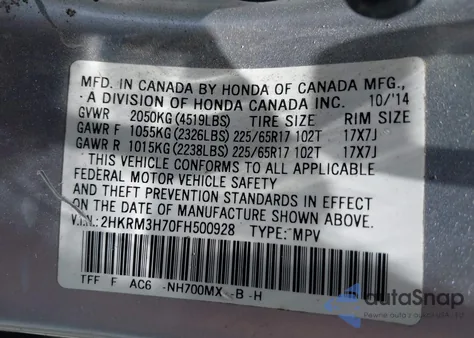 MFD. IN CANADA BY HONDA OF CANADA MFG.,
A DIVISION OF HONDA CANADA INC. 10/'14
GVWR 2050KG (4519LBS) TIRE SIZE RIM SIZE
GAWR F 1055KG (2326LBS) 225/65R17 102T 17X7J
GAWR R 1015KG (2238LBS) 225/65R17 102T 17X7J
THIS VEHICLE CONFORMS TO ALL APPLICABLE
FEDERAL MOTOR VEHICLE SAFETY
AND THEFT PREVENTION STANDARDS IN EFFECT
ON THE DATE OF MANUFACTURE SHOWN ABOVE.
V.I.N.: 2HKRM3H70FH500928 TYPE: MPV
TFF F AC6 -NH700MX -B -H
autoSnap